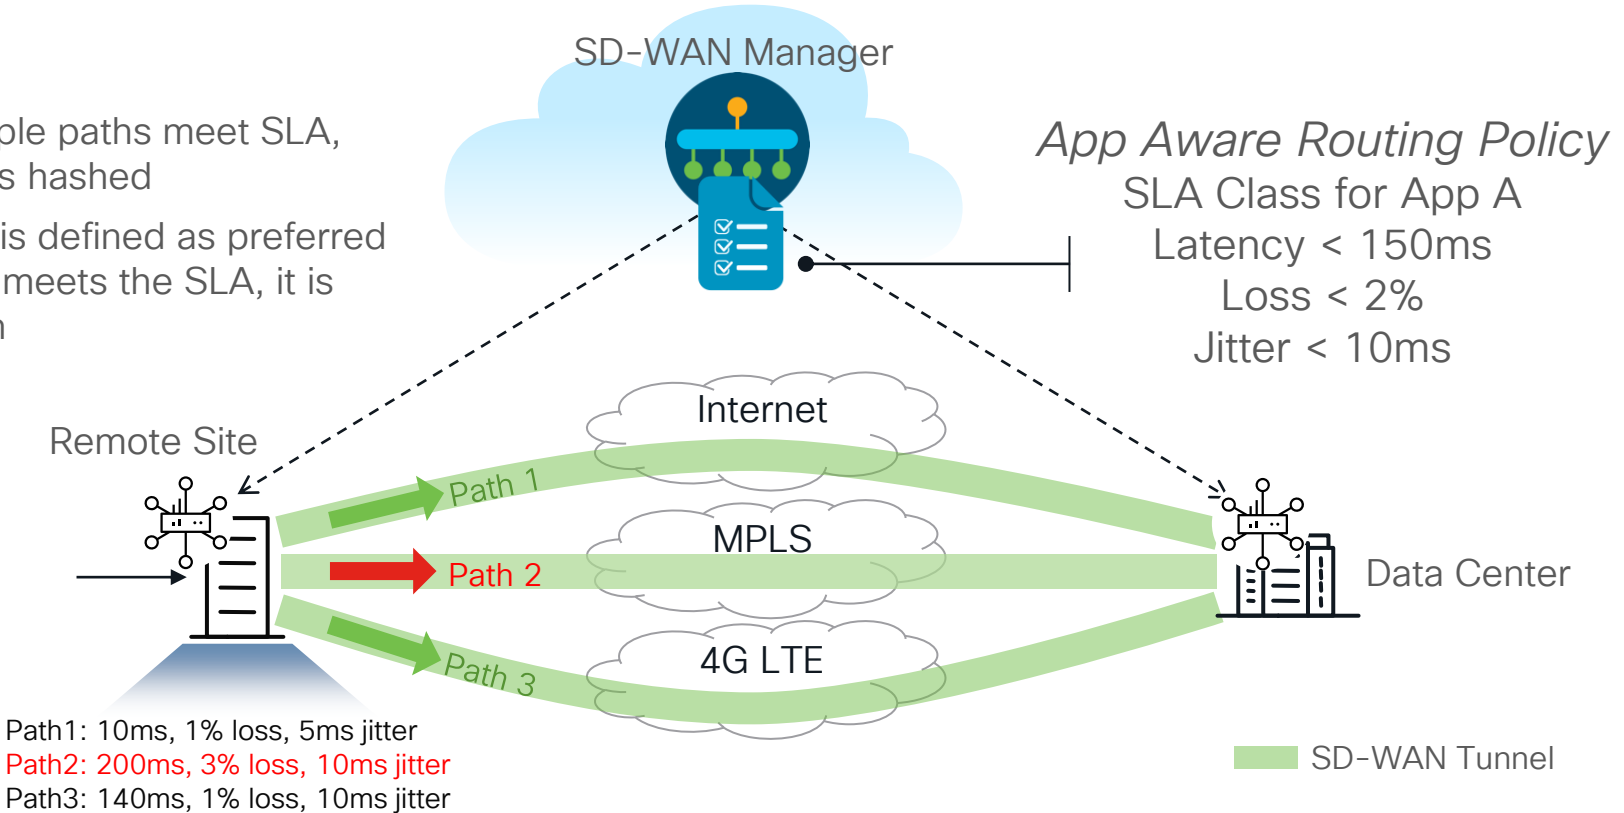 SD-WAN Manager
ple paths meet SLA,
s hashed
is defined as preferred
meets the SLA, it is
App Aware Routing Policy
SLA Class for App A
Latency < 150ms
Loss < 2%
Jitter < 10ms
Internet
Remote Site
Path 1
MPLS
Path 2
Data Center
4G LTE
Path 3
Path1: 10ms, 1% loss, 5ms jitter
Path2: 200ms, 3% loss, 10ms jitter
Path3: 140ms, 1% loss, 10ms jitter
SD-WAN Tunnel